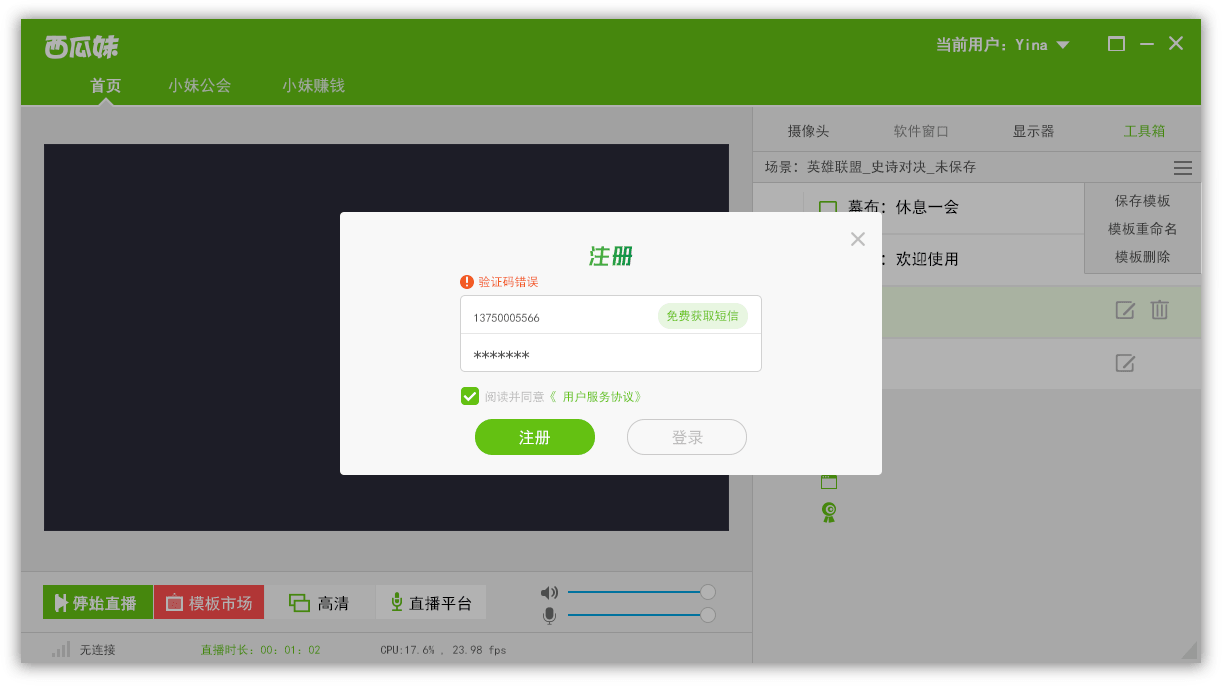 西瓜妹
当前用户：Yina
首页 小妹公会 小妹赚钱
摄像头 软件窗口 显示器 工具箱
场景：英雄联盟_史诗对决_未保存
保存模板
模板重命名
模板删除
幕布：休息一会
：欢迎使用
注册
验证码错误
13750005566 免费获取短信
*******
阅读并同意《 用户服务协议》
注册 登录
模板市场 高清 直播平台
始直播
无连接 直播时长：00：01：02 CPU:17.6% , 23.98 fps